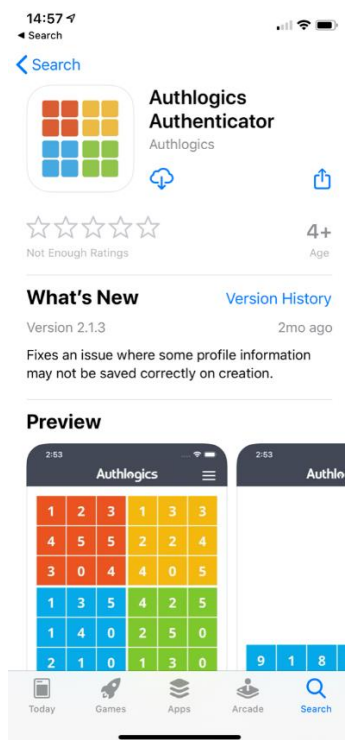 14:57
Search
Search
Authlogics
Authenticator
Authlogics
Not Enough Ratings
4+
Age
What's New
Version History
Version 2.1.3
2mo ago
Fixes an issue where some profile information
may not be saved correctly on creation.
Preview
2:53
Authlogics
1 2 3 1 3 3
4 5 5 2 2 4
3 0 4 4 0 5
1 3 5 4 2 5
1 4 0 2 5 0
2 1 0 1 3 0
2:53
Authlo
9 1 8
Today
Games
Apps
Arcade
Search